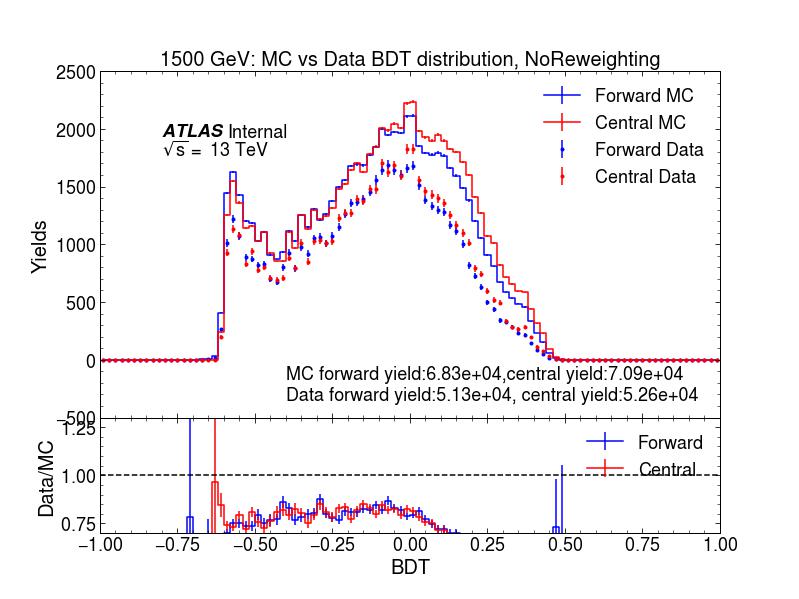 1500 GeV: MC vs Data BDT distribution, NoReweighting
2500
2000
1500
1000
500
0
−500
Yields
ATLAS Internal
√s = 13 TeV
Forward MC
Central MC
Forward Data
Central Data
MC forward yield:6.83e+04,central yield:7.09e+04
Data forward yield:5.13e+04, central yield:5.26e+04
1.25
1.00
0.75
Data/MC
Forward
Central
−1.00 −0.75 −0.50 −0.25 0.00 0.25 0.50 0.75 1.00
BDT